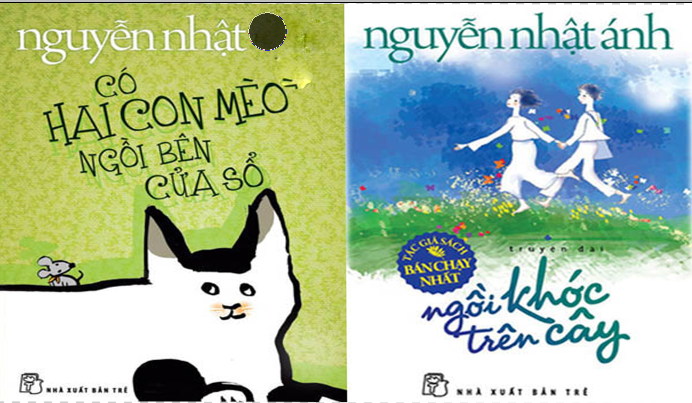 nguyễn nhật
CÓ
HAI CON MÈO
NGỒI BÊN
CỬA SỔ
NHÀ XUẤT BẢN TRẺ
nguyễn nhật ánh
TÁC GIẢ SÁCH
BÁN CHẠY
NHẤT
truyện dài
ngồi khóc
trên cây
NHÀ XUẤT BẢN TRẺ